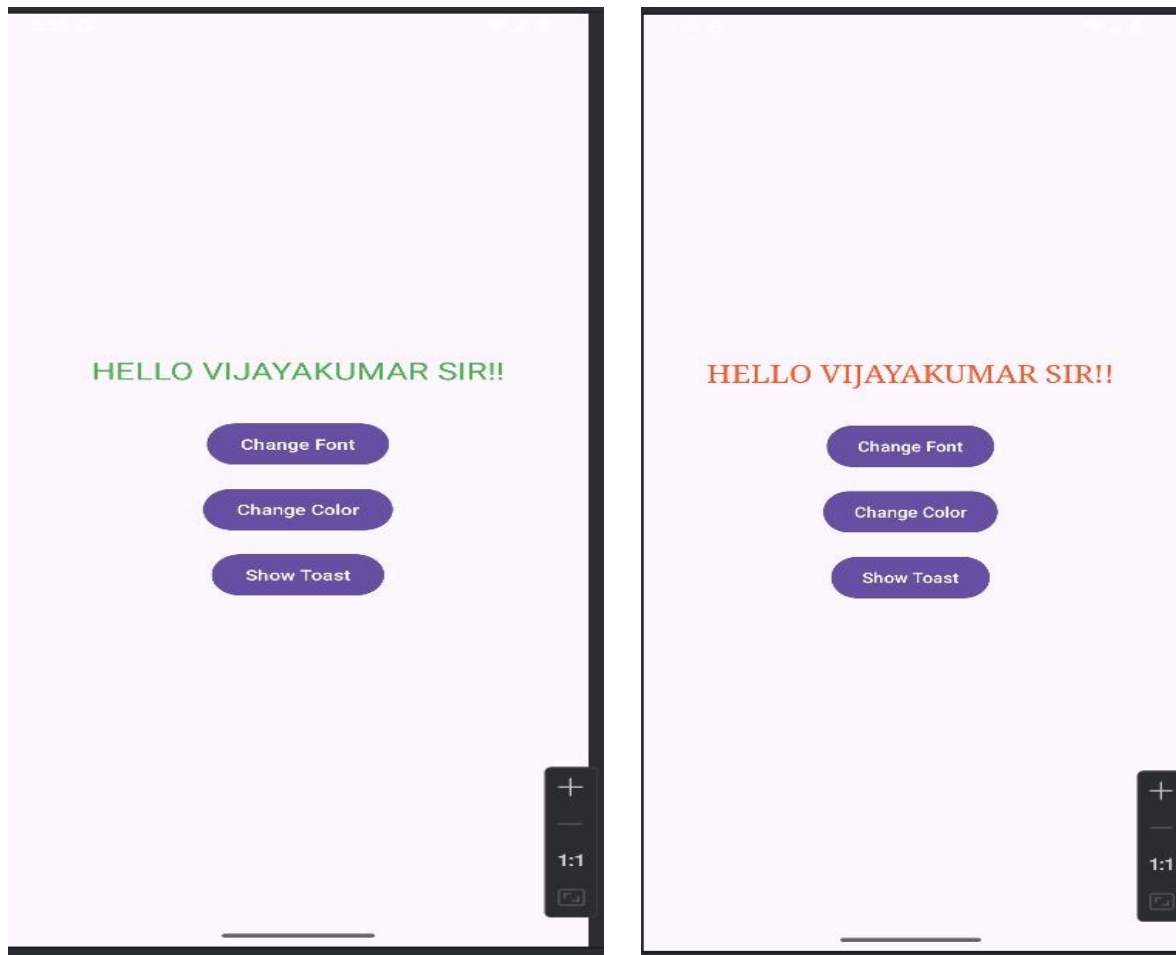 HELLO VIJAYAKUMAR SIR!!
Change Font
Change Color
Show Toast
1:1
HELLO VIJAYAKUMAR SIR!!
Change Font
Change Color
Show Toast
1:1